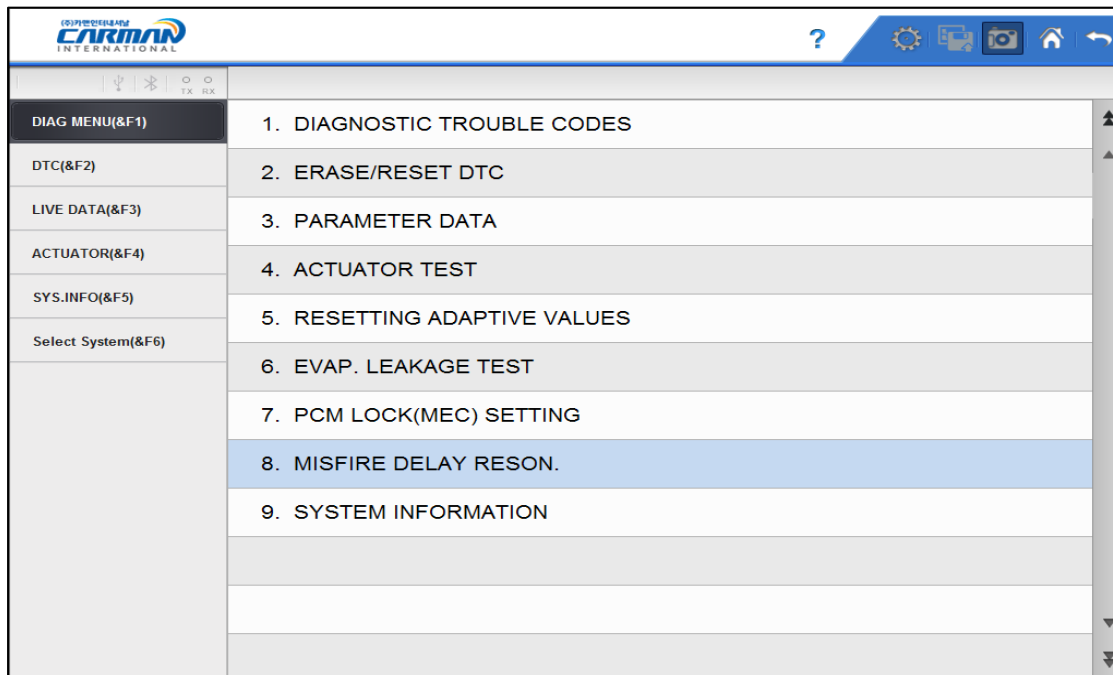 (주)카맨인터내셔날
CARMAN
INTERNATIONAL
?
TX RX
DIAG MENU(&F1)
DTC(&F2)
LIVE DATA(&F3)
ACTUATOR(&F4)
SYS.INFO(&F5)
Select System(&F6)
1. DIAGNOSTIC TROUBLE CODES
2. ERASE/RESET DTC
3. PARAMETER DATA
4. ACTUATOR TEST
5. RESETTING ADAPTIVE VALUES
6. EVAP. LEAKAGE TEST
7. PCM LOCK(MEC) SETTING
8. MISFIRE DELAY RESON.
9. SYSTEM INFORMATION